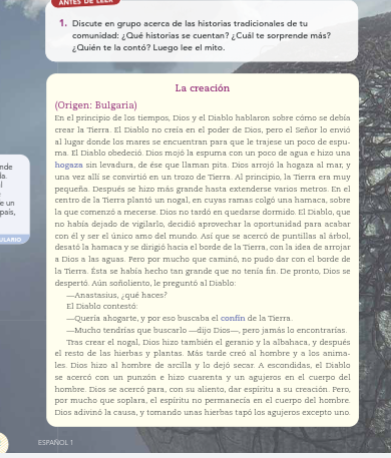 ANTES DE LEER
1. Discute en grupo acerca de las historias tradicionales de tu
comunidad: ¿Qué historias se cuentan? ¿Cuál te sorprende más?
¿Quién te la contó? Luego lee el mito.
La creación
(Origen: Bulgaria)
En el principio de los tiempos, Dios y el Diablo hablaron sobre cómo se debía
crear la Tierra. El Diablo no creía en el poder de Dios, pero el Señor lo envió
al lugar donde los mares se encuentran para que le trajese un poco de espu-
ma. El Diablo obedeció. Dios mojó la espuma con un poco de agua e hizo una
hogaza sin levadura, de ése que llaman pita. Dios arrojó la hogaza al mar, y
una vez allí se convirtió en un trozo de Tierra. Al principio, la Tierra era muy
pequeña. Después se hizo más grande hasta extenderse varios metros. En el
centro de la Tierra plantó un nogal, en cuyas ramas colgó una hamaca, sobre
la que comenzó a mecerse. Dios no tardó en quedarse dormido. El Diablo, que
no había dejado de vigilarlo, decidió aprovechar la oportunidad para acabar
con él y ser el único amo del mundo. Así que se acercó de puntillas al árbol,
desató la hamaca y se dirigió hacia el borde de la Tierra, con la idea de arrojar
a Dios a las aguas. Pero por mucho que caminó, no pudo dar con el borde de
la Tierra. Ésta se había hecho tan grande que no tenía fin. De pronto, Dios se
despertó. Aún soñoliento, le preguntó al Diablo:
—Anastasius, ¿qué haces?
El Diablo contestó:
—Quería ahogarte, y por eso buscaba el confín de la Tierra.
—Mucho tendrías que buscarlo —dijo Dios—, pero jamás lo encontrarías.
Tras crear el nogal, Dios hizo también el geranio y la albahaca, y después
el resto de las hierbas y plantas. Más tarde creó al hombre y a los anima-
les. Dios hizo al hombre de arcilla y lo dejó secar. A escondidas, el Diablo
se acercó con un punzón e hizo cuarenta y un agujeros en el cuerpo del
hombre. Dios se acercó para, con su aliento, dar espíritu a su creación. Pero,
por mucho que soplara, el espíritu no permanecía en el cuerpo del hombre.
Dios adivinó la causa, y tomando unas hierbas tapó los agujeros excepto uno.
nde
la
l
e un
país,
ULARIO
ESPAÑOL 1